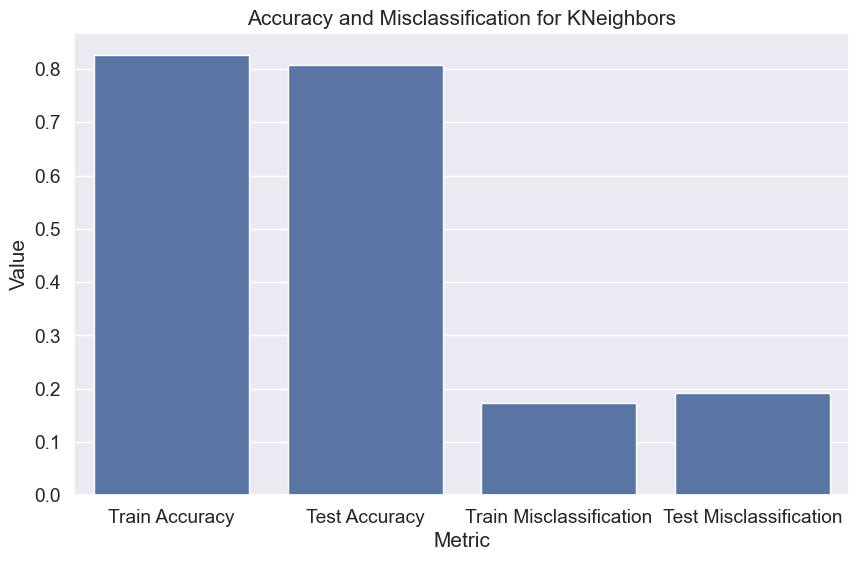 Accuracy and Misclassification for KNeighbors
Value
0.8
0.7
0.6
0.5
0.4
0.3
0.2
0.1
0.0
Train Accuracy
Test Accuracy
Train Misclassification
Test Misclassification
Metric